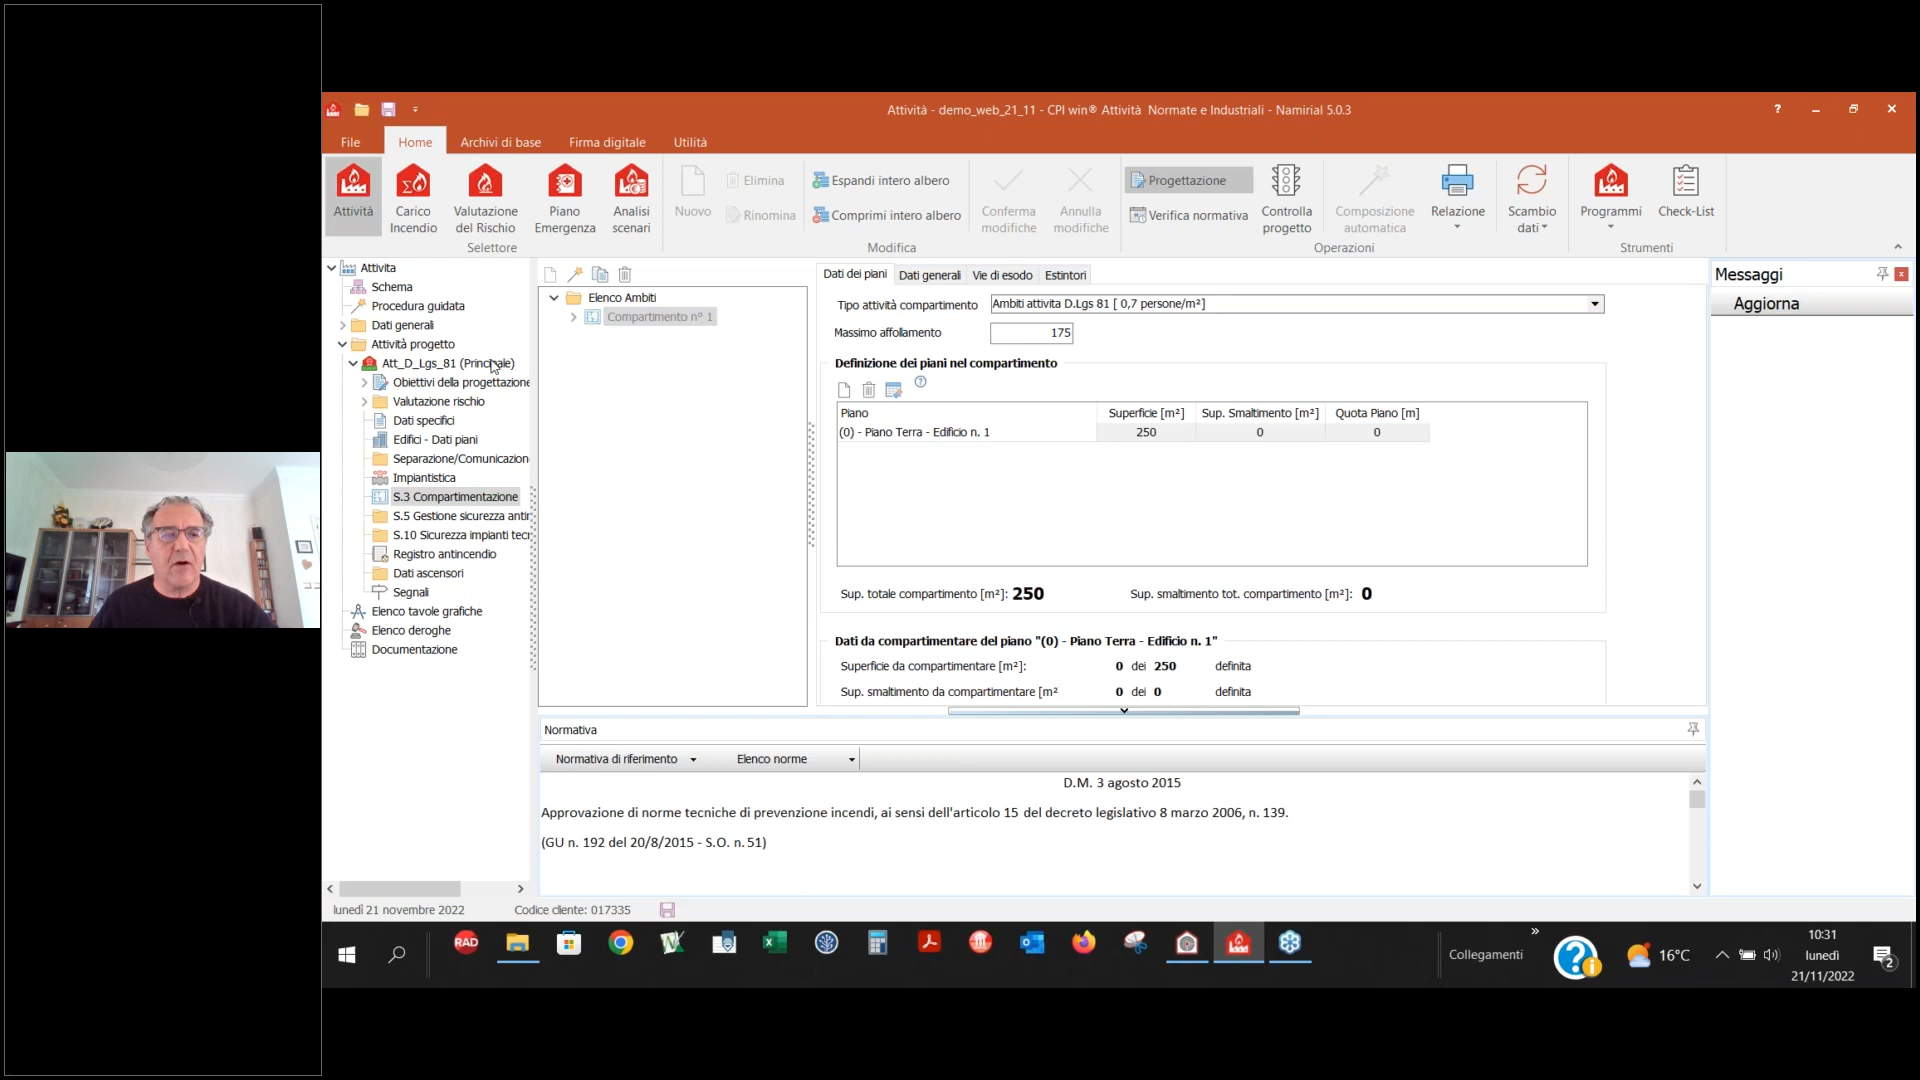 Attività - demo_web_21_11 - CPI win® Attività Normate e Industriali - Namirial 5.0.3
?
File
Home
Archivi di base
Firma digitale
Utilità
Attività
Carico Incendio
Valutazione del Rischio
Piano Emergenza
Analisi scenari
Selettore
Nuovo
Elimina
Rinomina
Espandi intero albero
Comprimi intero albero
Conferma modifiche
Annulla modifiche
Modifica
Progettazione
Verifica normativa
Controlla progetto
Composizione automatica
Relazione
Operazioni
Scambio dati
Programmi
Check-List
Strumenti
Attivita
Schema
Procedura guidata
Dati generali
Attività progetto
Att_D_Lgs_81 (Principale)
Obiettivi della progettazione
Valutazione rischio
Dati specifici
Edifici - Dati piani
Separazione/Comunicazion
Impiantistica
S.3 Compartimentazione
S.5 Gestione sicurezza antin
S.10 Sicurezza impianti tecn
Registro antincendio
Dati ascensori
Segnali
Elenco tavole grafiche
Elenco deroghe
Documentazione
Elenco Ambiti
Compartimento n° 1
Dati dei piani
Dati generali
Vie di esodo
Estintori
Tipo attività compartimento
Ambiti attivita D.Lgs 81 [ 0,7 persone/m²]
Massimo affollamento
175
Definizione dei piani nel compartimento
Piano Superficie [m²] Sup. Smaltimento [m²] Quota Piano [m]
(0) - Piano Terra - Edificio n. 1 250 0 0
Sup. totale compartimento [m²]: 250 Sup. smaltimento tot. compartimento [m²]: 0
Dati da compartimentare del piano "(0) - Piano Terra - Edificio n. 1"
Superficie da compartimentare [m²]: 0 dei 250 definita
Sup. smaltimento da compartimentare [m² 0 dei 0 definita
Messaggi
Aggiorna
Normativa
Normativa di riferimento
Elenco norme
D.M. 3 agosto 2015
Approvazione di norme tecniche di prevenzione incendi, ai sensi dell'articolo 15 del decreto legislativo 8 marzo 2006, n. 139.
(GU n. 192 del 20/8/2015 - S.O. n. 51)
lunedì 21 novembre 2022
Codice cliente: 017335
RAD
Collegamenti
16°C
10:31
lunedì
21/11/2022
2